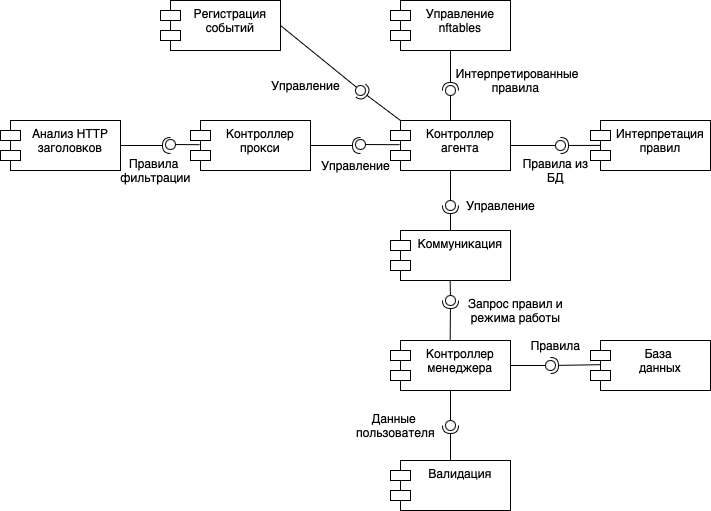 Регистрация
событий
Управление
nftables
Управление
Интерпретированные
правила
Анализ HTTP
заголовков
Правила
фильтрации
Контроллер
прокси
Управление
Контроллер
агента
Правила из
БД
Интерпретация
правил
Управление
Коммуникация
Запрос правил и
режима работы
Контроллер
менеджера
Правила
База
данных
Данные
пользователя
Валидация